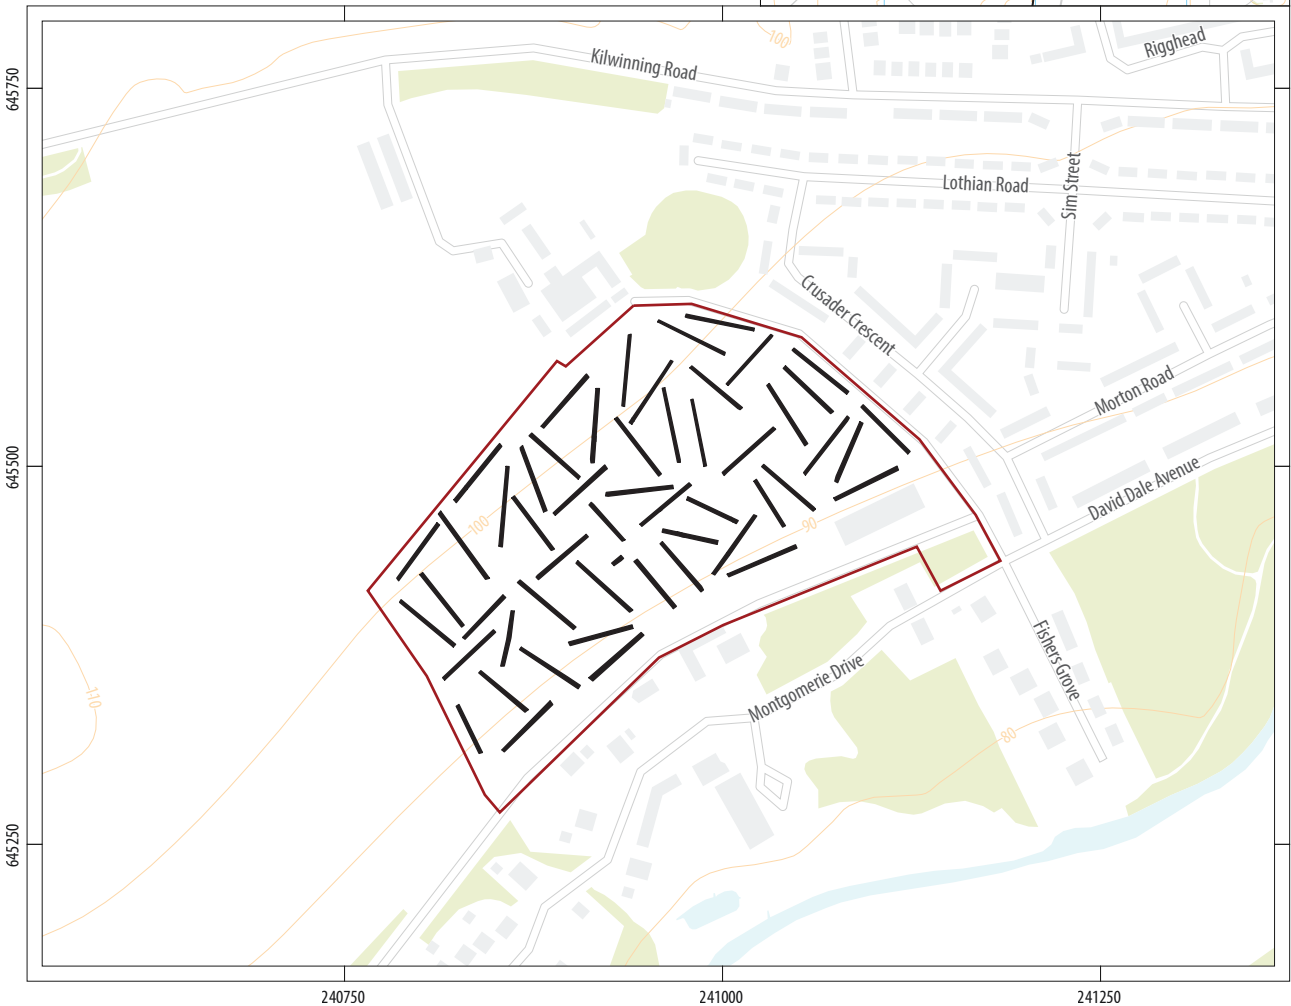 100
Rigghead
Kilwinning Road
645750
Sim Street
Lothian Road
Crusader Crescent
Morton Road
645500
David Dale Avenue
100
90
Fishers Grove
Montgomerie Drive
110
80
645250
240750
241000
241250